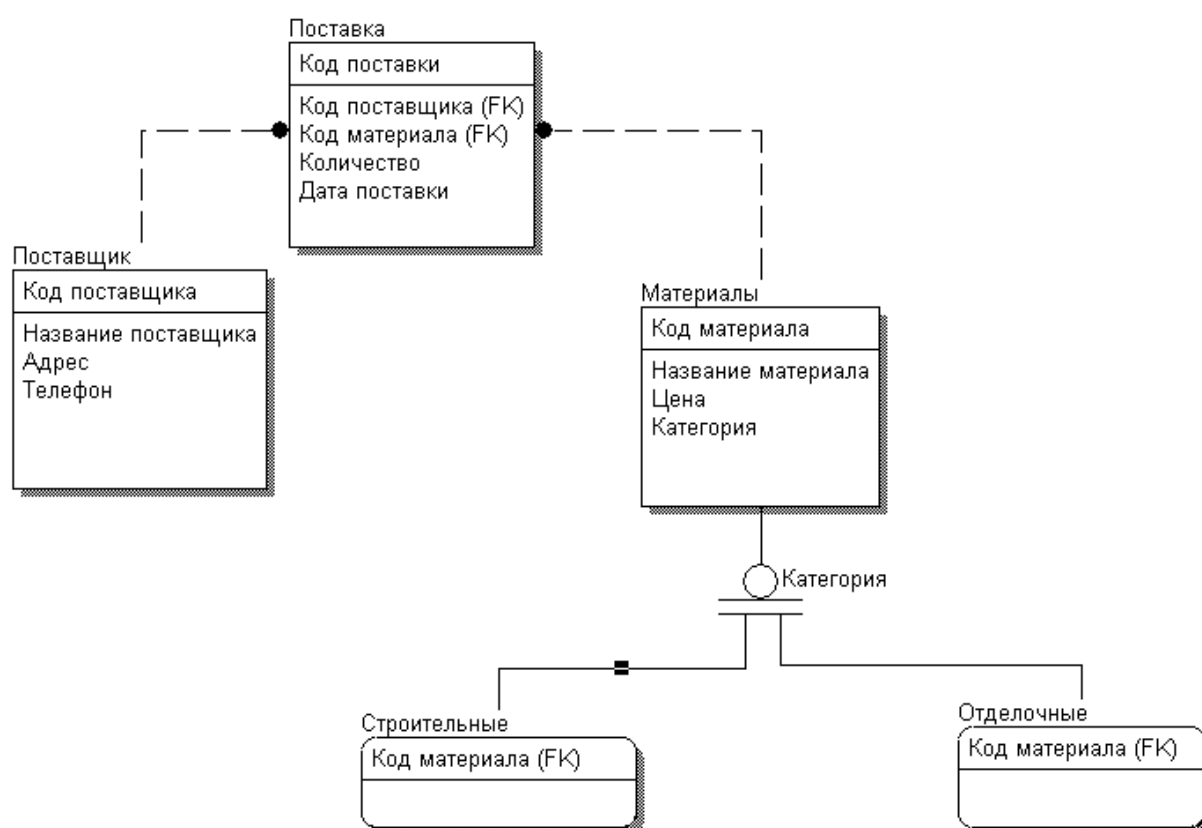 Поставка
Код поставки
Код поставщика (FK)
Код материала (FK)
Количество
Дата поставки
Поставщик
Код поставщика
Название поставщика
Адрес
Телефон
Материалы
Код материала
Название материала
Цена
Категория
Категория
Строительные
Код материала (FK)
Отделочные
Код материала (FK)